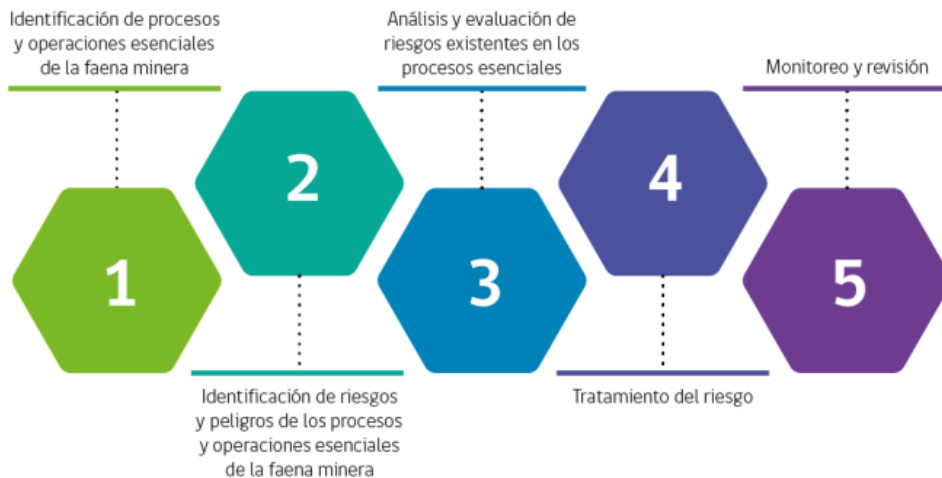 Identificación de procesos
y operaciones esenciales
de la faena minera
1
2
Identificación de riesgos
y peligros de los procesos
y operaciones esenciales
de la faena minera
Análisis y evaluación de
riesgos existentes en los
procesos esenciales
3
4
Tratamiento del riesgo
Monitoreo y revisión
5